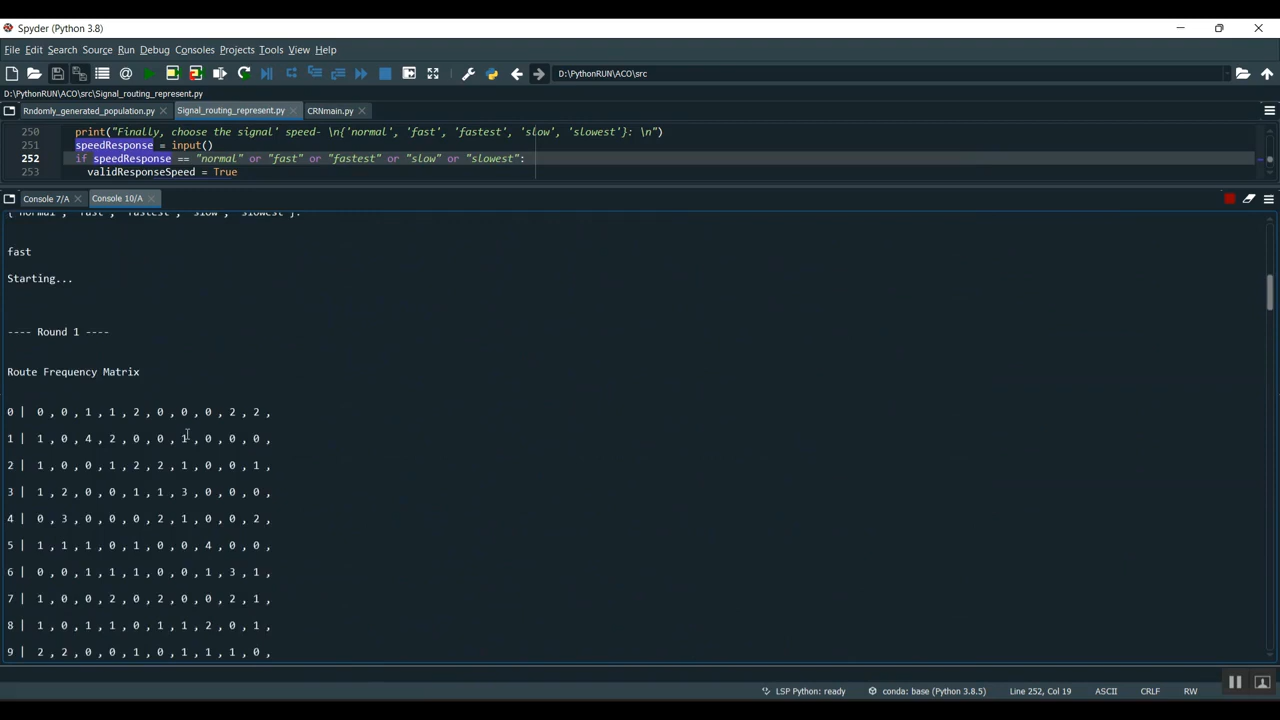 Spyder (Python 3.8)
File Edit Search Source Run Debug Consoles Projects Tools View Help
D:\PythonRUN\ACO\src
D:\PythonRUN\ACO\src\Signal_routing_represent.py
Rndomly_generated_population.py Signal_routing_represent.py CRNmain.py
250 print("Finally, choose the signal' speed- \n{'normal', 'fast', 'fastest', 'slow', 'slowest'}: \n")
251 speedResponse = input()
252 if speedResponse == "normal" or "fast" or "fastest" or "slow" or "slowest":
253 validResponseSpeed = True
Console 7/A Console 10/A
{'normal', 'fast', 'fastest', 'slow', 'slowest'}:
fast
Starting...
---- Round 1 ----
Route Frequency Matrix
0 | 0 , 0 , 1 , 1 , 2 , 0 , 0 , 0 , 2 , 2 ,
1 | 1 , 0 , 4 , 2 , 0 , 0 , 1 , 0 , 0 , 0 ,
2 | 1 , 0 , 0 , 1 , 2 , 2 , 1 , 0 , 0 , 1 ,
3 | 1 , 2 , 0 , 0 , 1 , 1 , 3 , 0 , 0 , 0 ,
4 | 0 , 3 , 0 , 0 , 0 , 2 , 1 , 0 , 0 , 2 ,
5 | 1 , 1 , 1 , 0 , 1 , 0 , 0 , 4 , 0 , 0 ,
6 | 0 , 0 , 1 , 1 , 1 , 0 , 0 , 1 , 3 , 1 ,
7 | 1 , 0 , 0 , 2 , 0 , 2 , 0 , 0 , 2 , 1 ,
8 | 1 , 0 , 1 , 1 , 0 , 1 , 1 , 2 , 0 , 1 ,
9 | 2 , 2 , 0 , 0 , 1 , 0 , 1 , 1 , 1 , 0 ,
LSP Python: ready conda: base (Python 3.8.5) Line 252, Col 19 ASCII CRLF RW